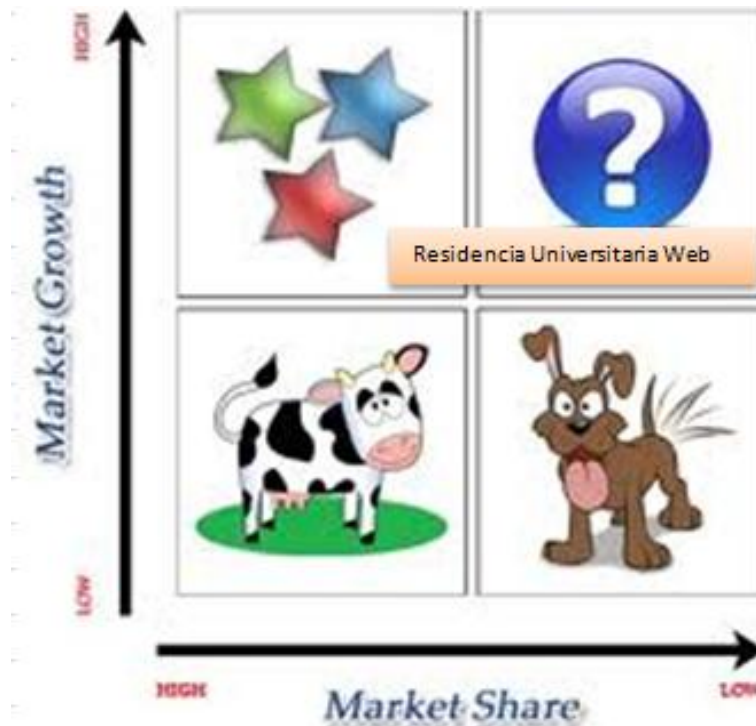 HIGH
Market Growth
LOW
?
Residencia Universitaria Web
HIGH
LOW
Market Share